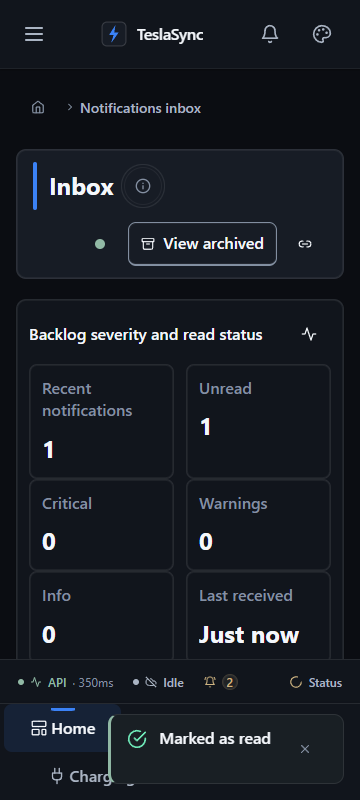 TeslaSync
Notifications inbox
Inbox
View archived
Backlog severity and read status
Recent notifications
1
Unread
1
Critical
0
Warnings
0
Info
0
Last received
Just now
API · 350ms
Idle
2
Status
Home
Marked as read